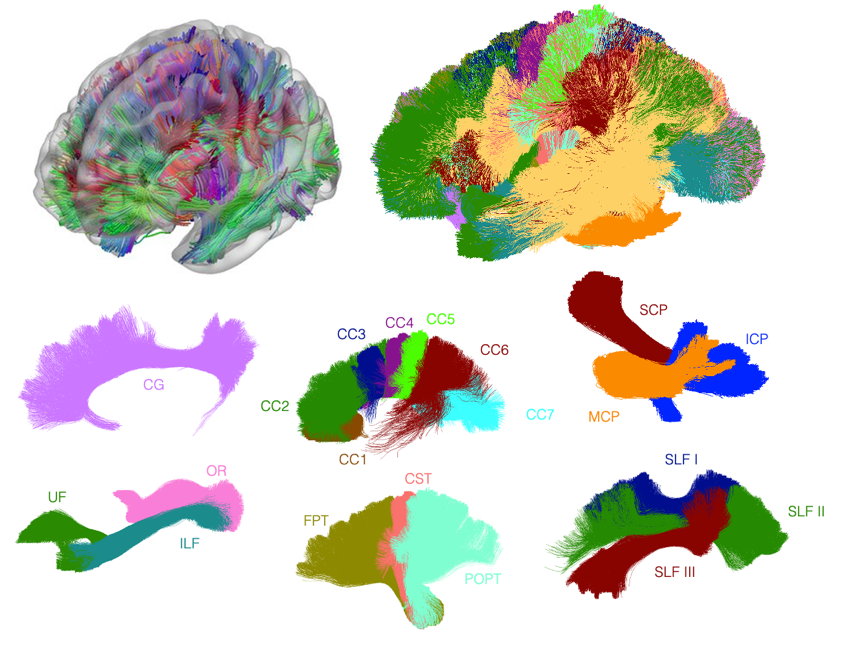 SCP
ICP
MCP
CG
CC3
CC4
CC5
CC6
CC2
CC7
CC1
UF
OR
ILF
FPT
CST
POPT
SLF I
SLF II
SLF III